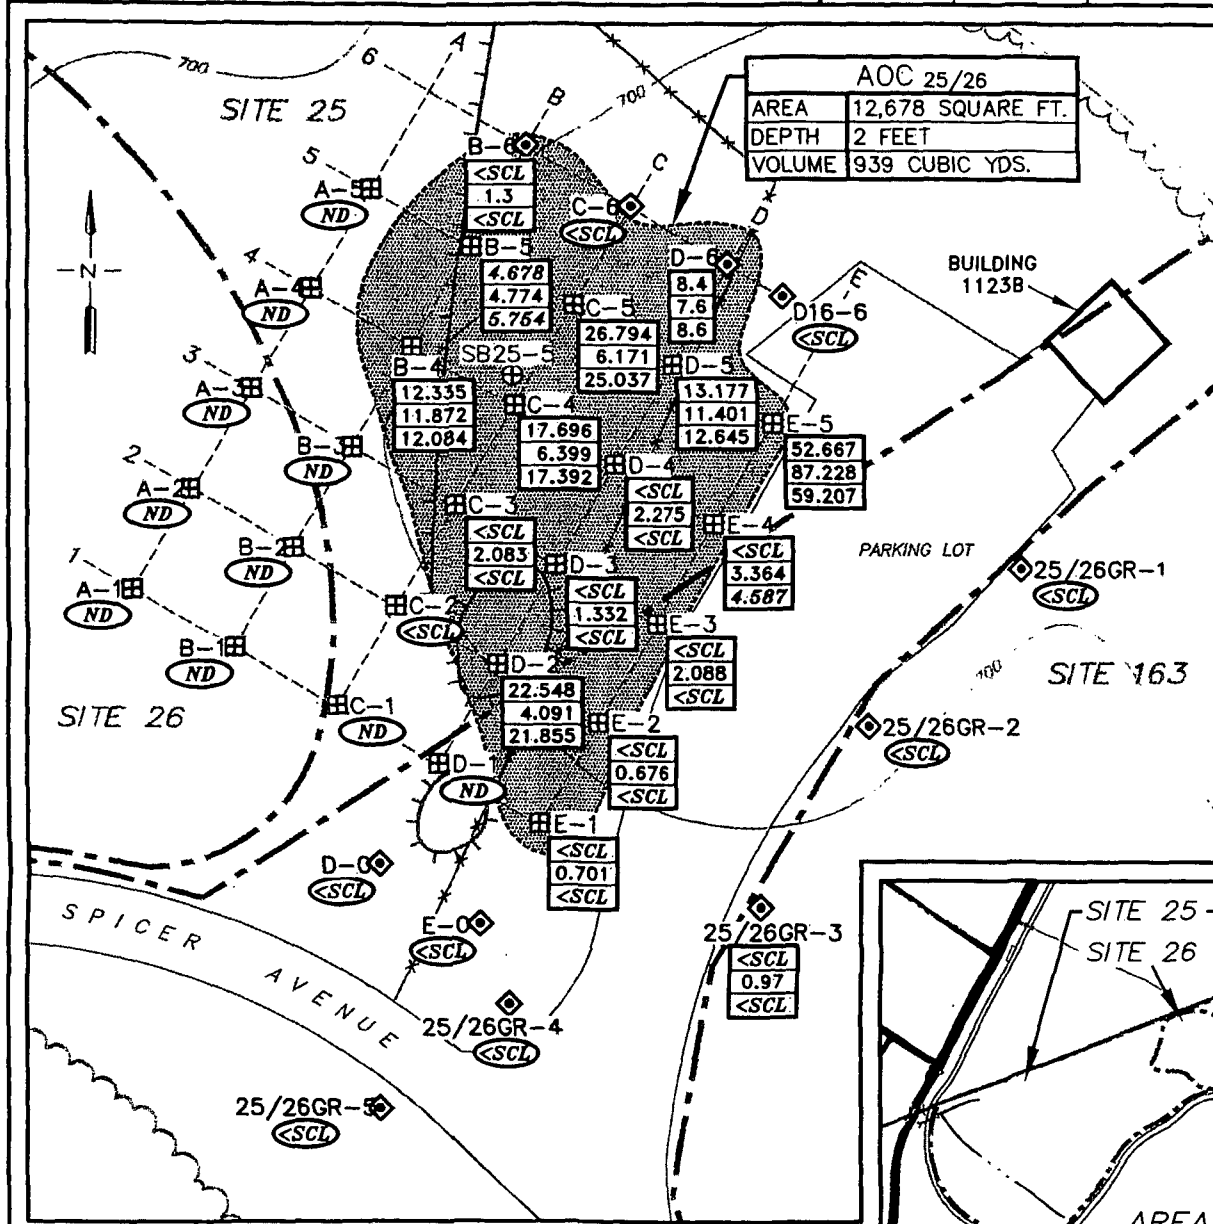 6
A
700
SITE 25
B
700
AOC 25/26
AREA 12,678 SQUARE FT.
DEPTH 2 FEET
VOLUME 939 CUBIC YDS.
B-6
<SCL
1.3
<SCL
5
A-5
ND
C
C-6
<SCL
D
-N-
4
A-4
ND
B-5
4.678
4.774
5.754
D-6
8.4
7.6
8.6
E
BUILDING
1123B
D16-6
<SCL
C-5
26.794
6.171
25.037
3
A-3
ND
B-4
12.335
11.872
12.084
SB25-5
D-5
13.177
11.401
12.645
C-4
17.696
6.399
17.392
E-5
52.667
87.228
59.207
2
A-2
ND
B-3
ND
D-4
<SCL
2.275
<SCL
C-3
<SCL
2.083
<SCL
E-4
<SCL
3.364
4.587
PARKING LOT
1
A-1
ND
B-2
ND
D-3
<SCL
1.332
<SCL
25/26GR-1
<SCL
C-2
<SCL
E-3
<SCL
2.088
<SCL
B-1
ND
D-2
22.548
4.091
21.855
700
SITE 163
SITE 26
C-1
ND
E-2
<SCL
0.676
<SCL
25/26GR-2
<SCL
D-1
ND
E-1
<SCL
0.701
<SCL
D-0
<SCL
E-0
<SCL
25/26GR-3
<SCL
0.97
<SCL
SPICER AVENUE
25/26GR-4
<SCL
25/26GR-5
<SCL
SITE 25
SITE 26
AREA